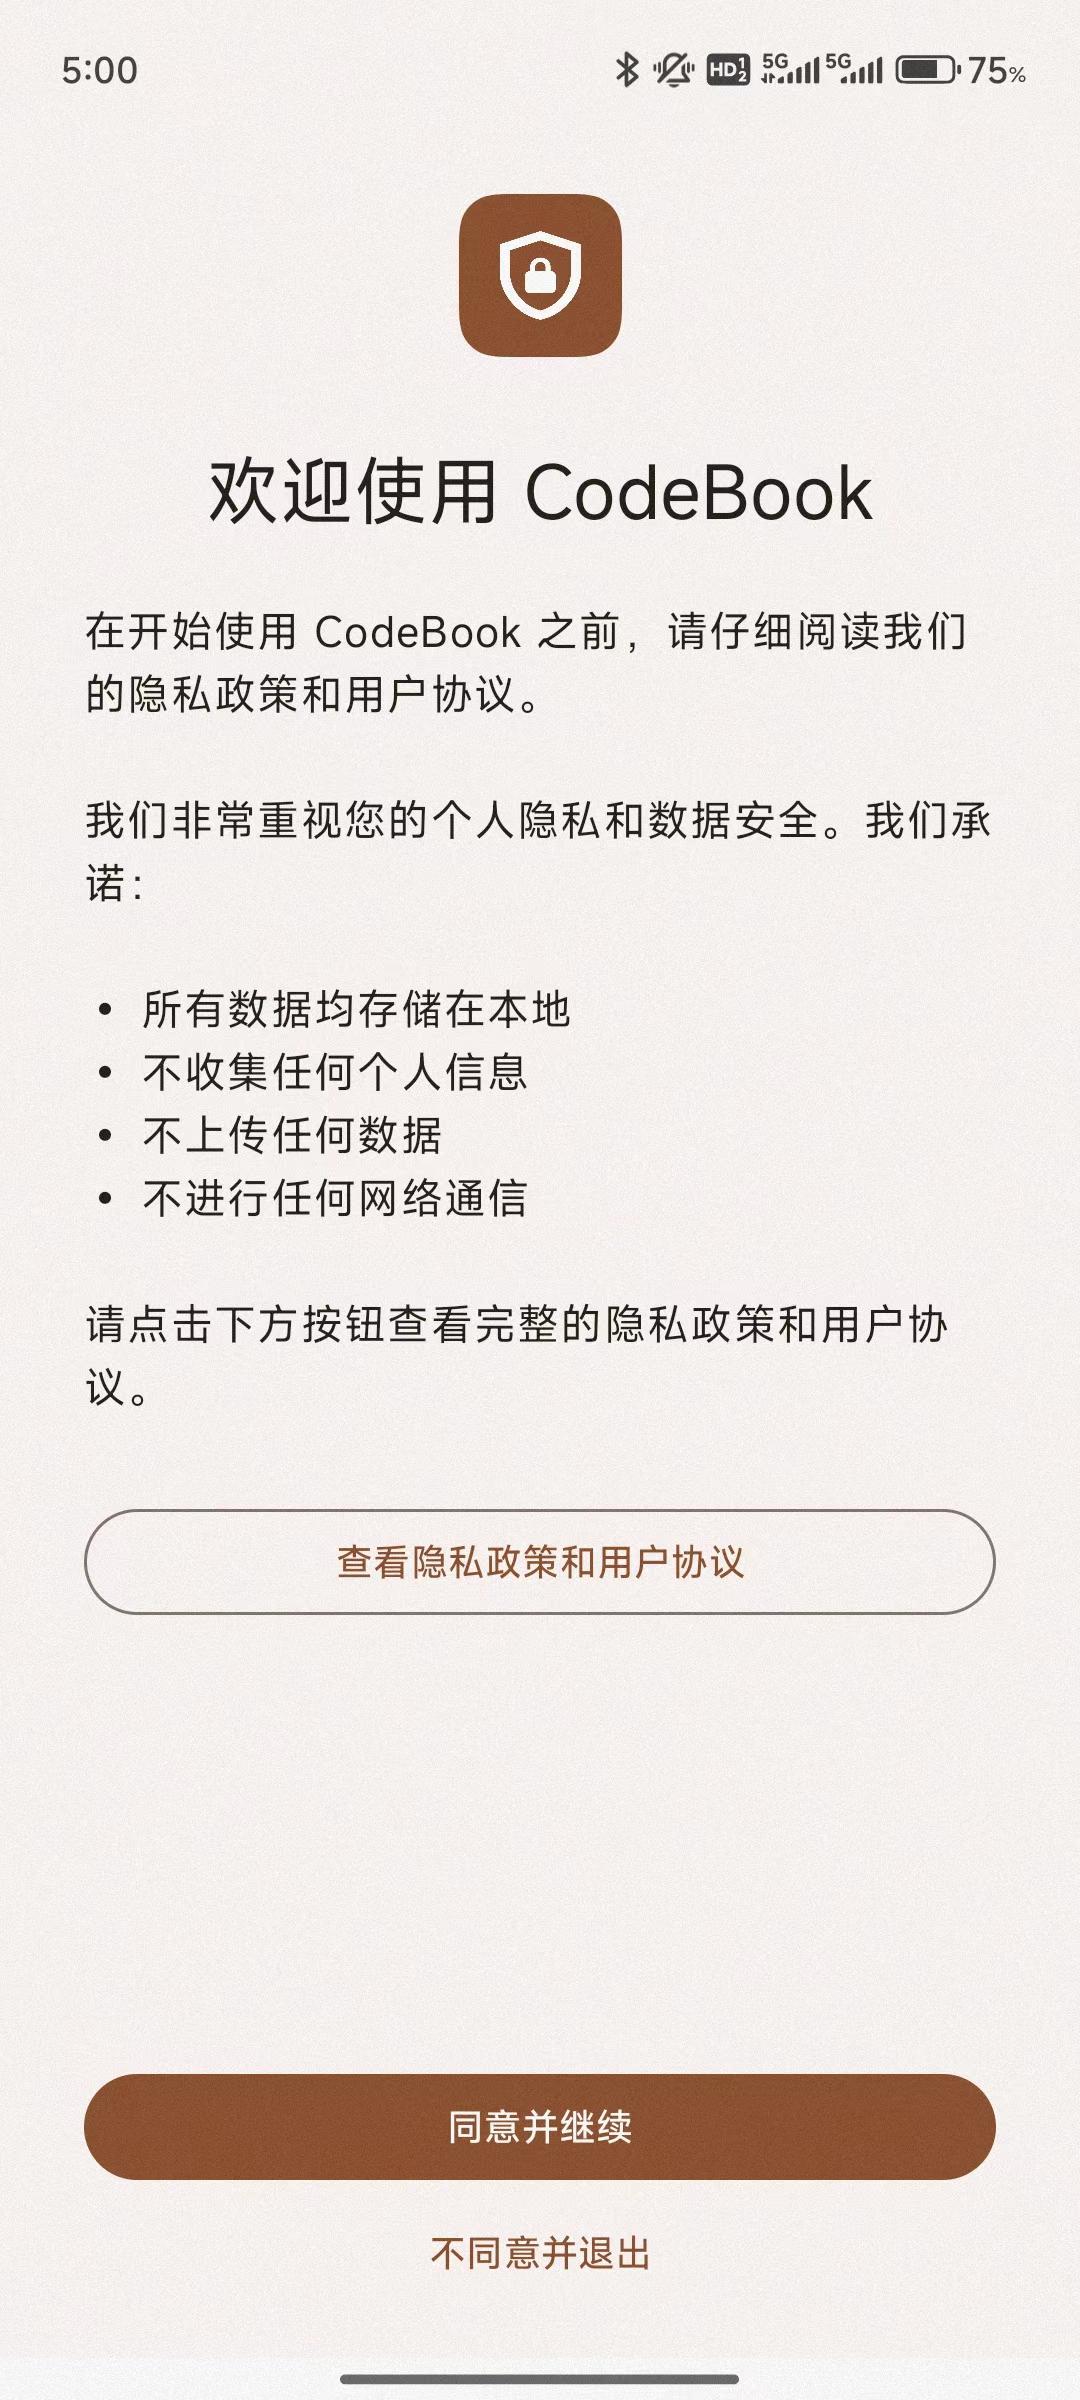 5:00
HD 1 2 5G 5G 75%
欢迎使用 CodeBook
在开始使用 CodeBook 之前，请仔细阅读我们
的隐私政策和用户协议。
我们非常重视您的个人隐私和数据安全。我们承
诺：
• 所有数据均存储在本地
• 不收集任何个人信息
• 不上传任何数据
• 不进行任何网络通信
请点击下方按钮查看完整的隐私政策和用户协
议。
查看隐私政策和用户协议
同意并继续
不同意并退出